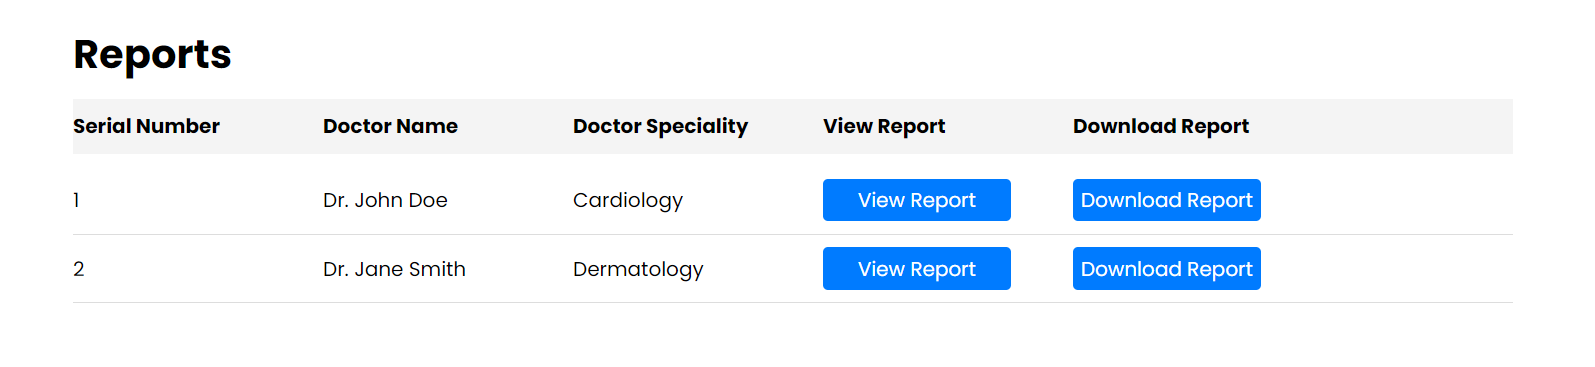 Reports
Serial Number Doctor Name Doctor Speciality View Report Download Report
1 Dr. John Doe Cardiology View Report Download Report
2 Dr. Jane Smith Dermatology View Report Download Report